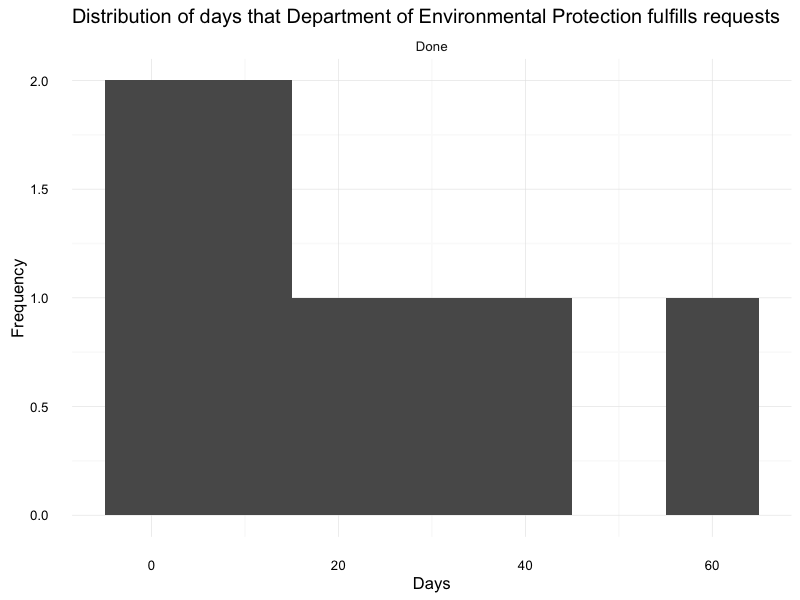 Distribution of days that Department of Environmental Protection fulfills requests
Done
2.0
1.5
1.0
0.5
0.0
Frequency
0 20 40 60
Days